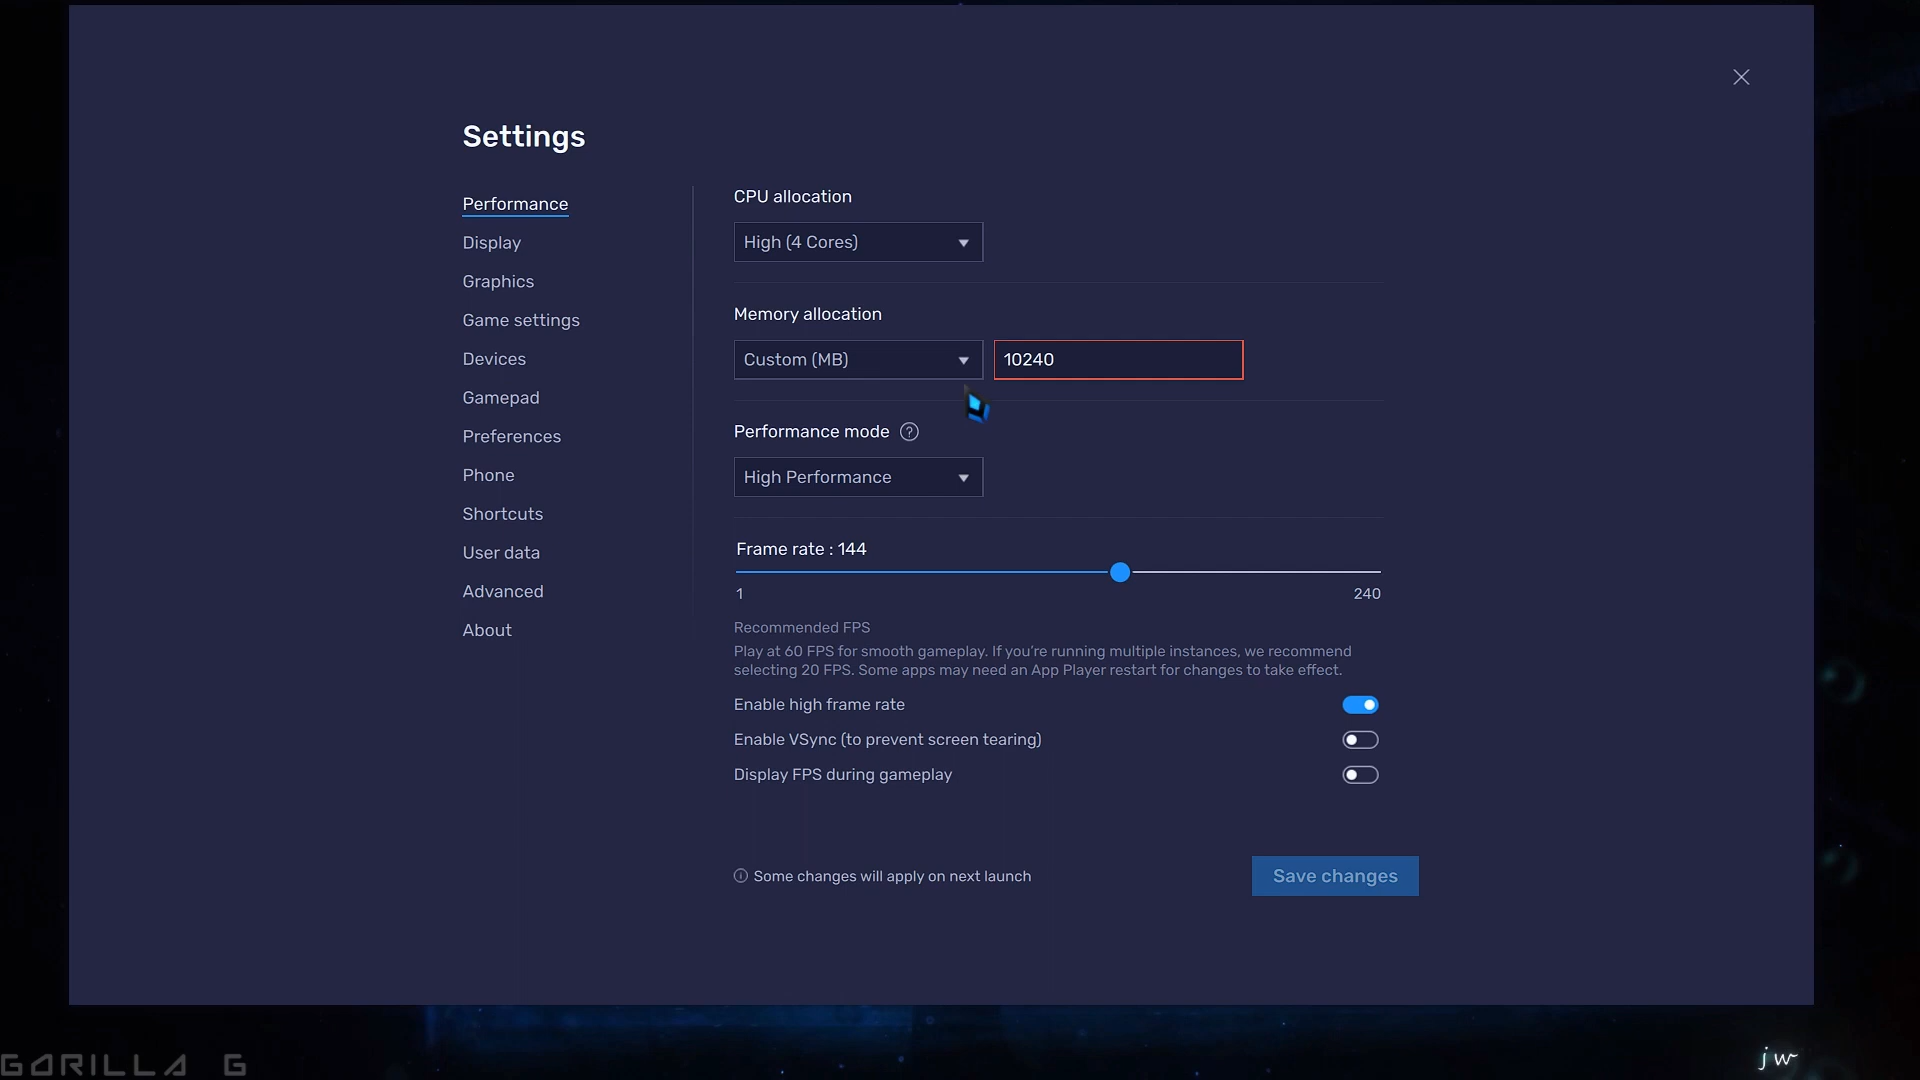 Settings
Performance
Display
Graphics
Game settings
Devices
Gamepad
Preferences
Phone
Shortcuts
User data
Advanced
About
CPU allocation
High (4 Cores)
Memory allocation
Custom (MB)
10240
Performance mode
?
High Performance
Frame rate : 144
1
240
Recommended FPS
Play at 60 FPS for smooth gameplay. If you're running multiple instances, we recommend
selecting 20 FPS. Some apps may need an App Player restart for changes to take effect.
Enable high frame rate
Enable VSync (to prevent screen tearing)
Display FPS during gameplay
Some changes will apply on next launch
Save changes
GORILLA G
jw